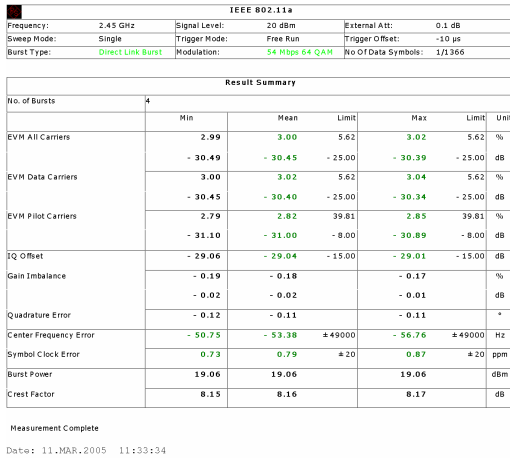 IEEE 802.11a
Frequency: 2.45 GHz Signal Level: 20 dBm External Att: 0.1 dB
Sweep Mode: Single Trigger Mode: Free Run Trigger Offset: -10 µs
Burst Type: Direct Link Burst Modulation: 54 Mbps 64 QAM No Of Data Symbols: 1/1366
Result Summary
No. of Bursts 4
Min Mean Limit Max Limit Unit
EVM All Carriers 2.99 3.00 5.62 3.02 5.62 %
- 30.49 - 30.45 - 25.00 - 30.39 - 25.00 dB
EVM Data Carriers 3.00 3.02 5.62 3.04 5.62 %
- 30.45 - 30.40 - 25.00 - 30.34 - 25.00 dB
EVM Pilot Carriers 2.79 2.82 39.81 2.85 39.81 %
- 31.10 - 31.00 - 8.00 - 30.89 - 8.00 dB
IQ Offset - 29.06 - 29.04 - 15.00 - 29.01 - 15.00 dB
Gain Imbalance - 0.19 - 0.18 - 0.17 %
- 0.02 - 0.02 - 0.01 dB
Quadrature Error - 0.12 - 0.11 - 0.11 °
Center Frequency Error - 50.75 - 53.38 ± 49000 - 56.76 ± 49000 Hz
Symbol Clock Error 0.73 0.79 ± 20 0.87 ± 20 ppm
Burst Power 19.06 19.06 19.06 dBm
Crest Factor 8.15 8.16 8.17 dB
Measurement Complete
Date: 11.MAR.2005 11:33:34